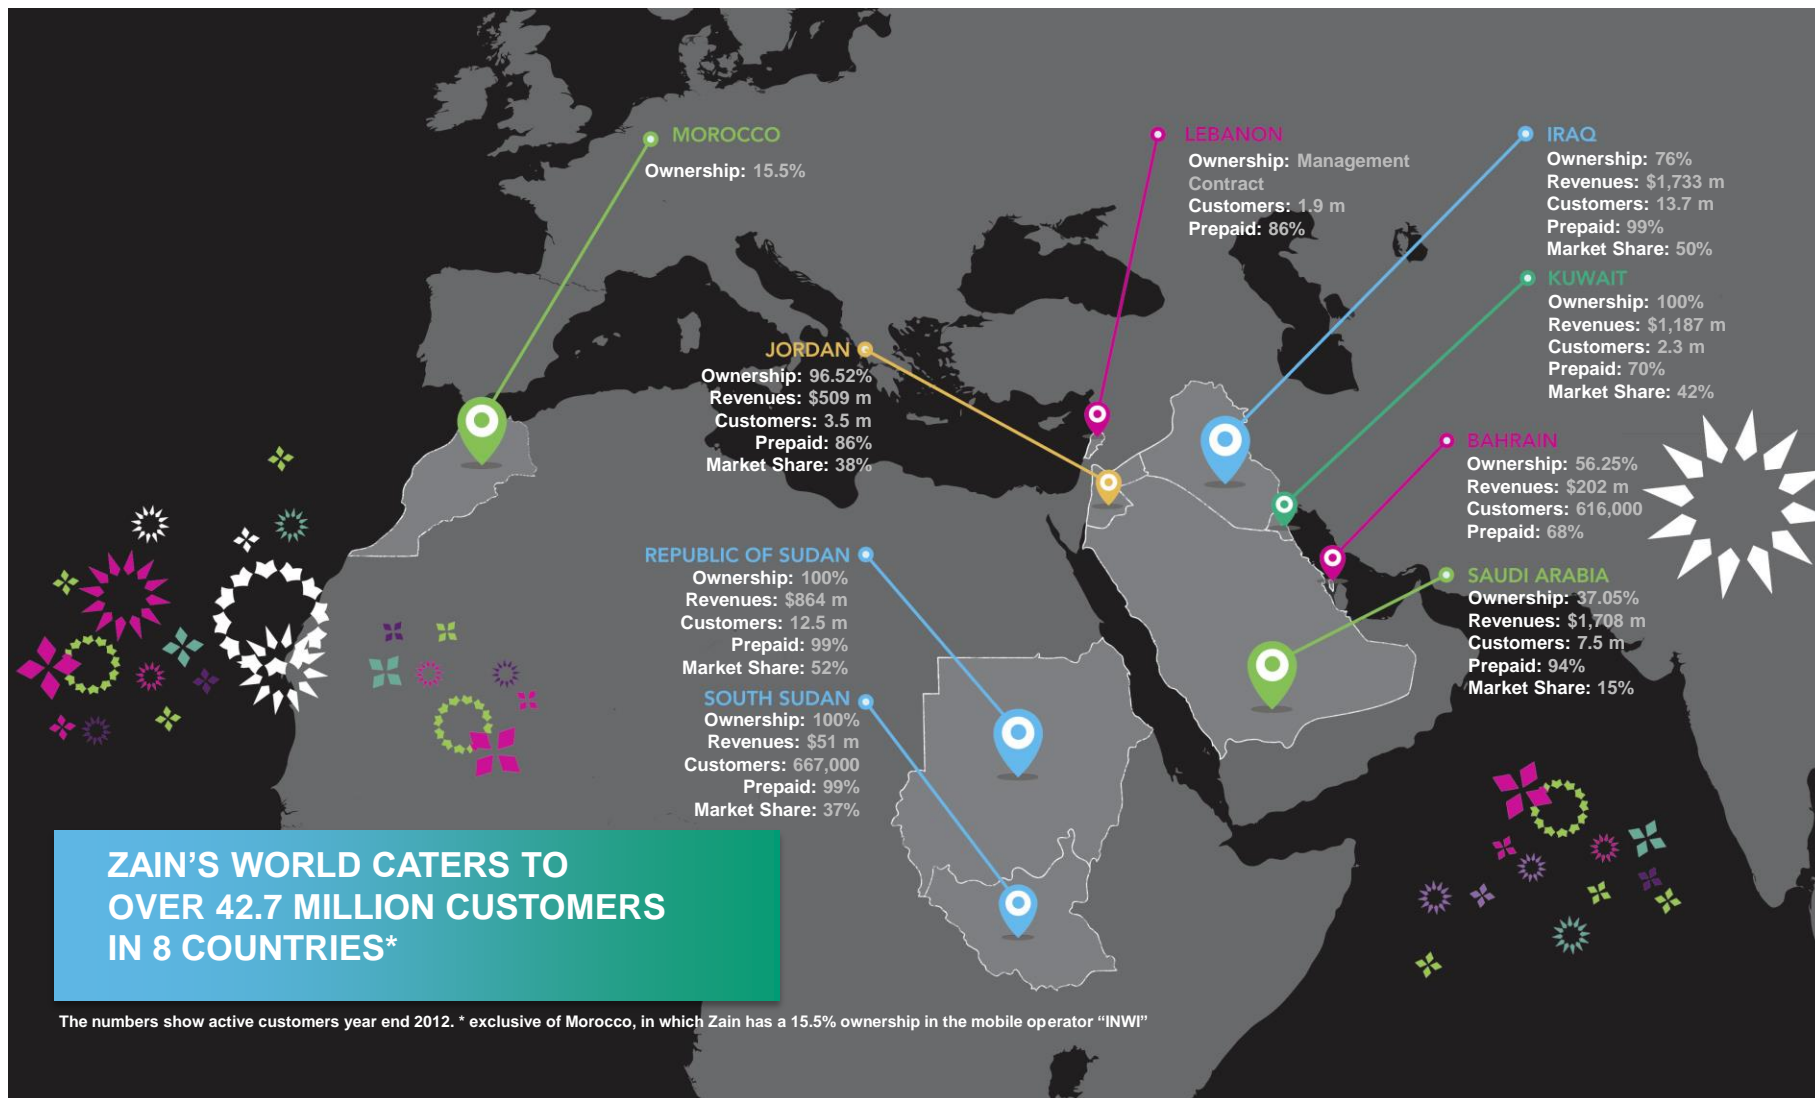 MOROCCO
Ownership: 15.5%
LEBANON
Ownership: Management
Contract
Customers: 1.9 m
Prepaid: 86%
IRAQ
Ownership: 76%
Revenues: $1,733 m
Customers: 13.7 m
Prepaid: 99%
Market Share: 50%
KUWAIT
Ownership: 100%
Revenues: $1,187 m
Customers: 2.3 m
Prepaid: 70%
Market Share: 42%
JORDAN
Ownership: 96.52%
Revenues: $509 m
Customers: 3.5 m
Prepaid: 86%
Market Share: 38%
BAHRAIN
Ownership: 56.25%
Revenues: $202 m
Customers: 616,000
Prepaid: 68%
REPUBLIC OF SUDAN
Ownership: 100%
Revenues: $864 m
Customers: 12.5 m
Prepaid: 99%
Market Share: 52%
SAUDI ARABIA
Ownership: 37.05%
Revenues: $1,708 m
Customers: 7.5 m
Prepaid: 94%
Market Share: 15%
SOUTH SUDAN
Ownership: 100%
Revenues: $51 m
Customers: 667,000
Prepaid: 99%
Market Share: 37%
ZAIN’S WORLD CATERS TO
OVER 42.7 MILLION CUSTOMERS
IN 8 COUNTRIES*
The numbers show active customers year end 2012. * exclusive of Morocco, in which Zain has a 15.5% ownership in the mobile operator “INWI”